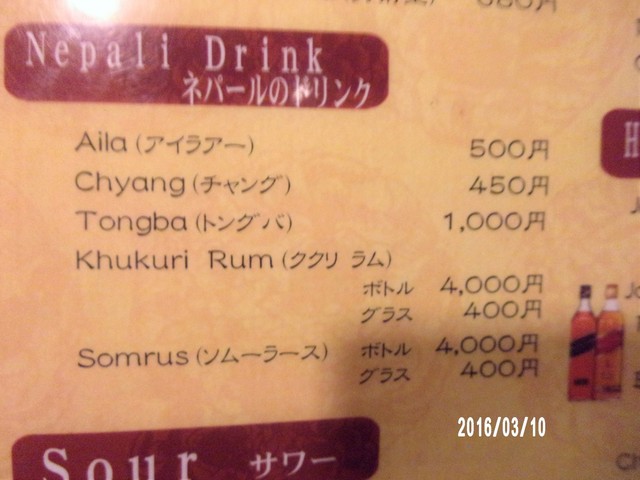 Nepali Drink
ネパールのドリンク
Aila (アイラアー) 500円
Chyang (チャング) 450円
Tongba (トングバ) 1,000円
Khukuri Rum (ククリ ラム)
ボトル 4,000円
グラス 400円
Somrus (ソムーラース) ボトル 4,000円
グラス 400円
2016/03/10
Sour サワー